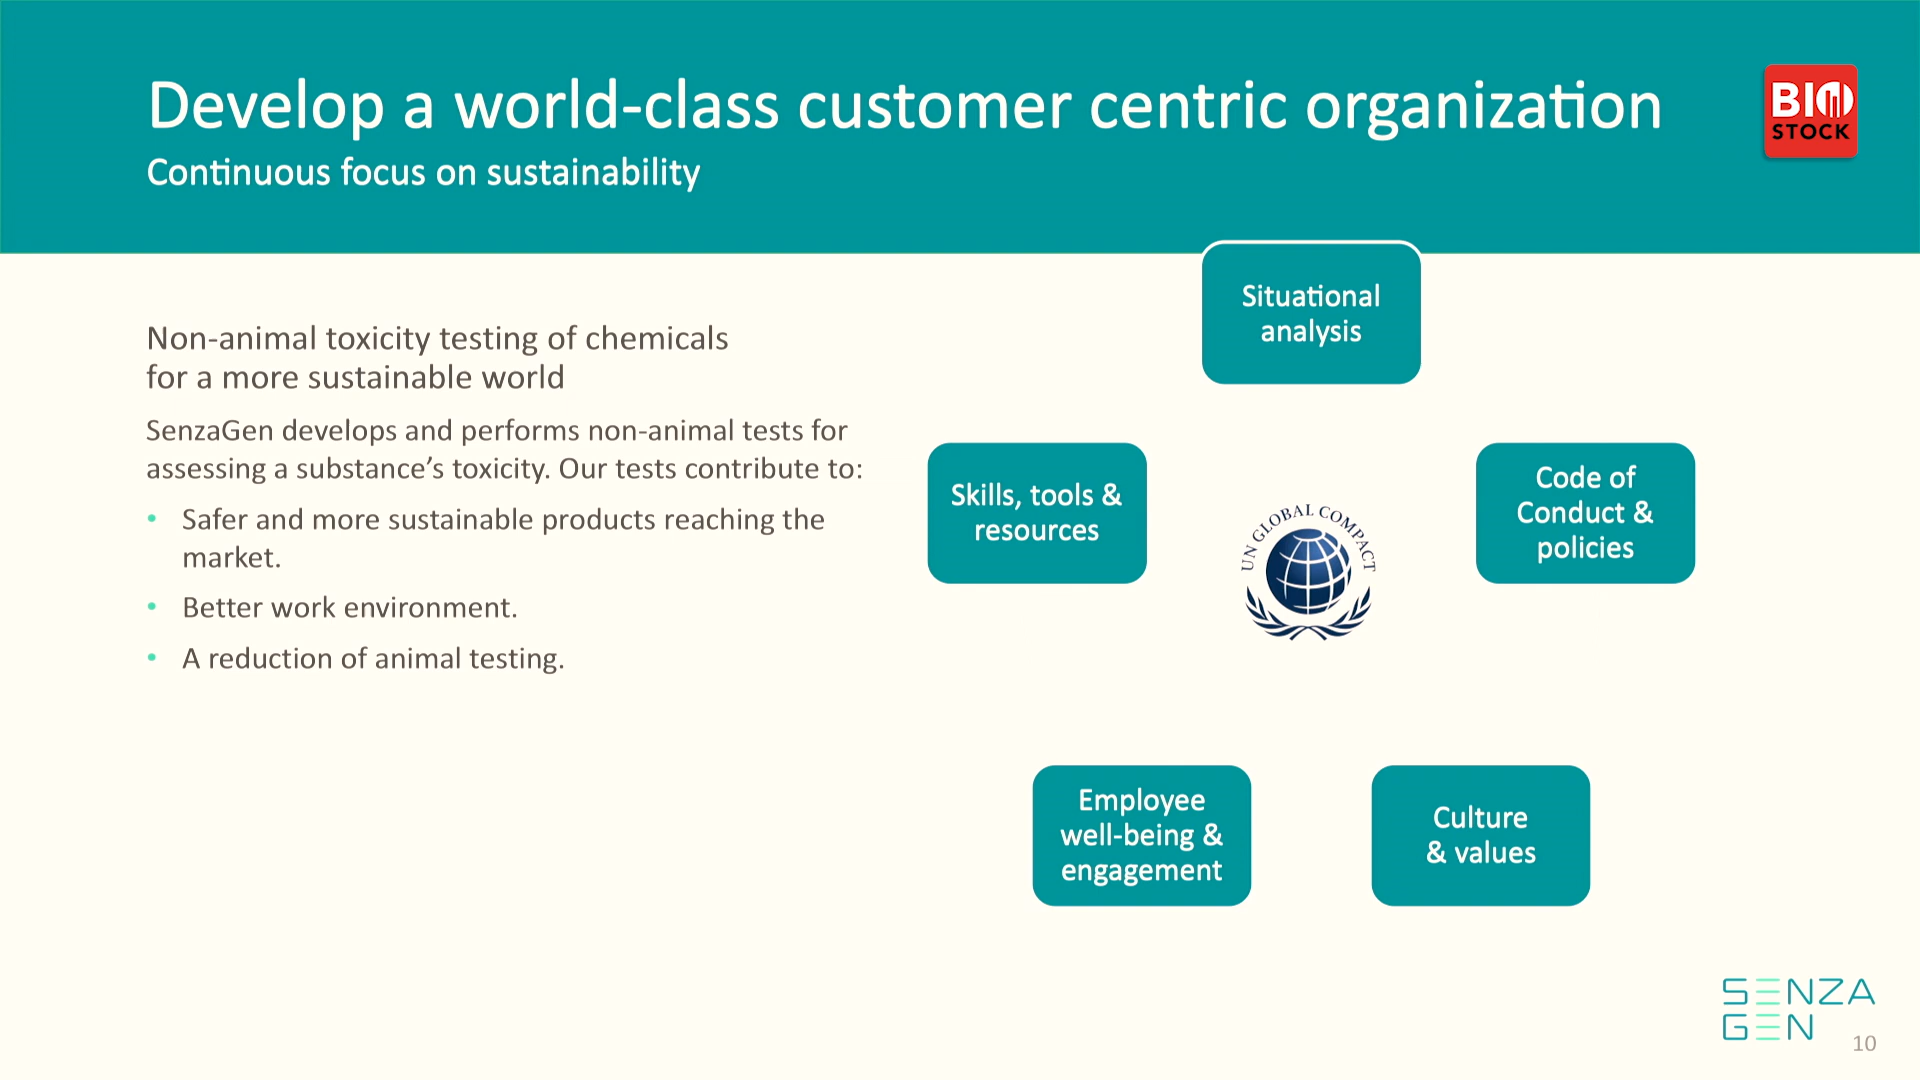 Develop a world-class customer centric organization
Continuous focus on sustainability
BIO
STOCK
Non-animal toxicity testing of chemicals
for a more sustainable world
SenzaGen develops and performs non-animal tests for
assessing a substance’s toxicity. Our tests contribute to:
• Safer and more sustainable products reaching the
market.
• Better work environment.
• A reduction of animal testing.
Situational
analysis
Skills, tools &
resources
Code of
Conduct &
policies
UN GLOBAL COMPACT
Employee
well-being &
engagement
Culture
& values
SENZA
GEN
10